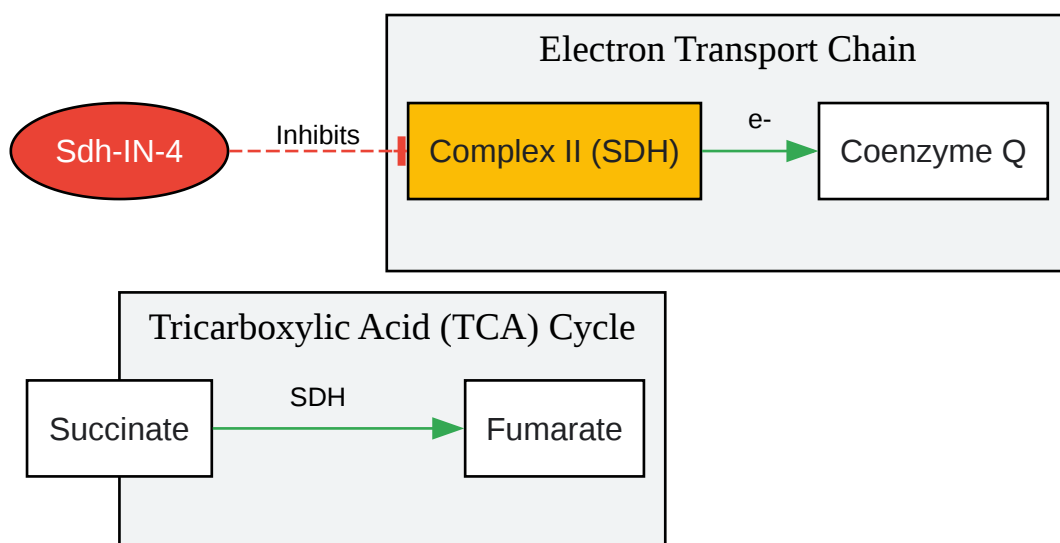 Electron Transport Chain
Sdh-IN-4
Inhibits
Complex II (SDH)
e-
Coenzyme Q
Tricarboxylic Acid (TCA) Cycle
Succinate
SDH
Fumarate